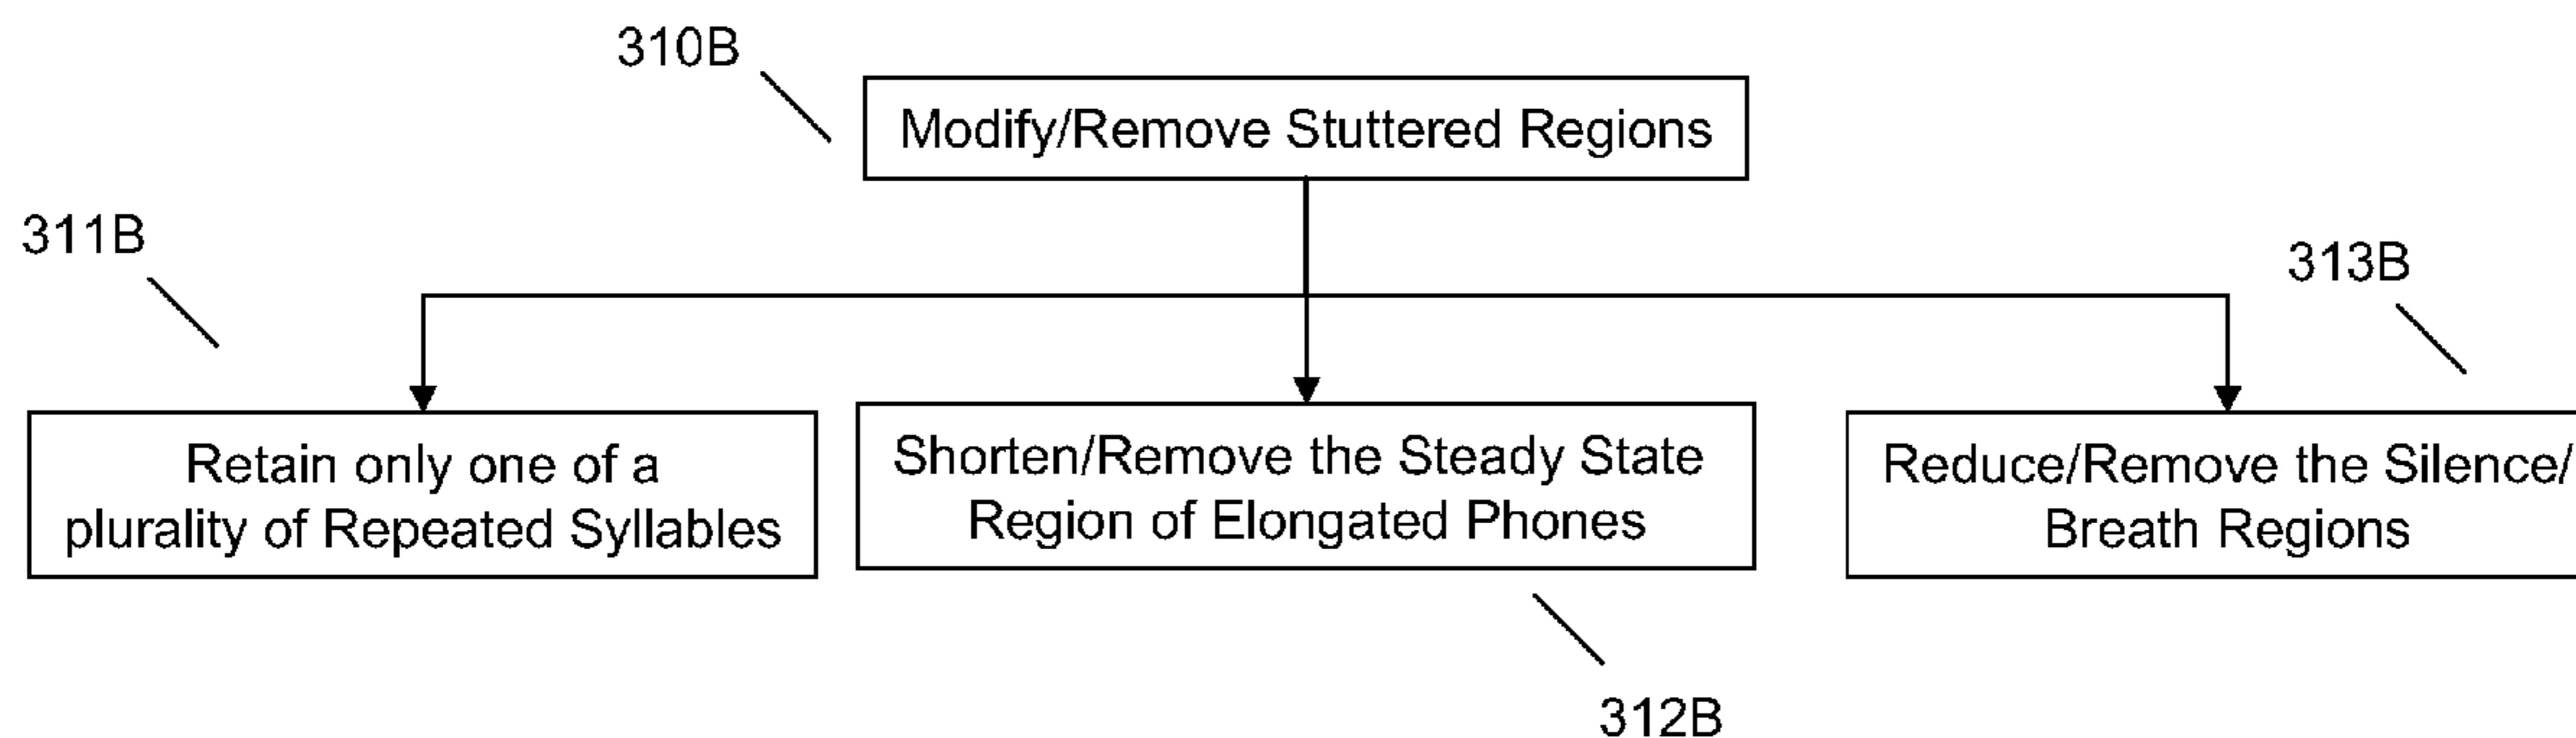 310B
Modify/Remove Stuttered Regions
311B
313B
Retain only one of a
plurality of Repeated Syllables
Shorten/Remove the Steady State
Region of Elongated Phones
Reduce/Remove the Silence/
Breath Regions
312B